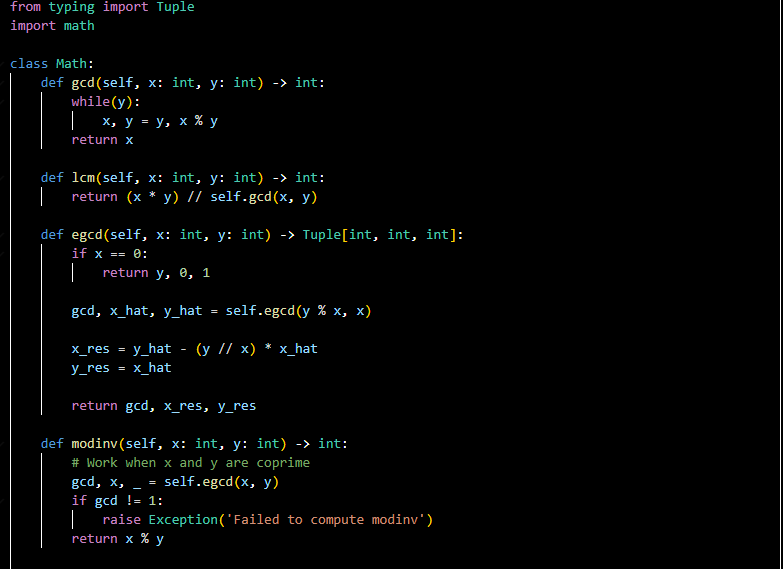 from typing import Tuple
import math
class Math:
def gcd(self, x: int, y: int) -> int:
while(y):
x, y = y, x % y
return x
def lcm(self, x: int, y: int) -> int:
return (x * y) // self.gcd(x, y)
def egcd(self, x: int, y: int) -> Tuple[int, int, int]:
if x == 0:
return y, 0, 1
gcd, x_hat, y_hat = self.egcd(y % x, x)
x_res = y_hat - (y // x) * x_hat
y_res = x_hat
return gcd, x_res, y_res
def modinv(self, x: int, y: int) -> int:
# Work when x and y are coprime
gcd, x, _ = self.egcd(x, y)
if gcd != 1:
raise Exception('Failed to compute modinv')
return x % y